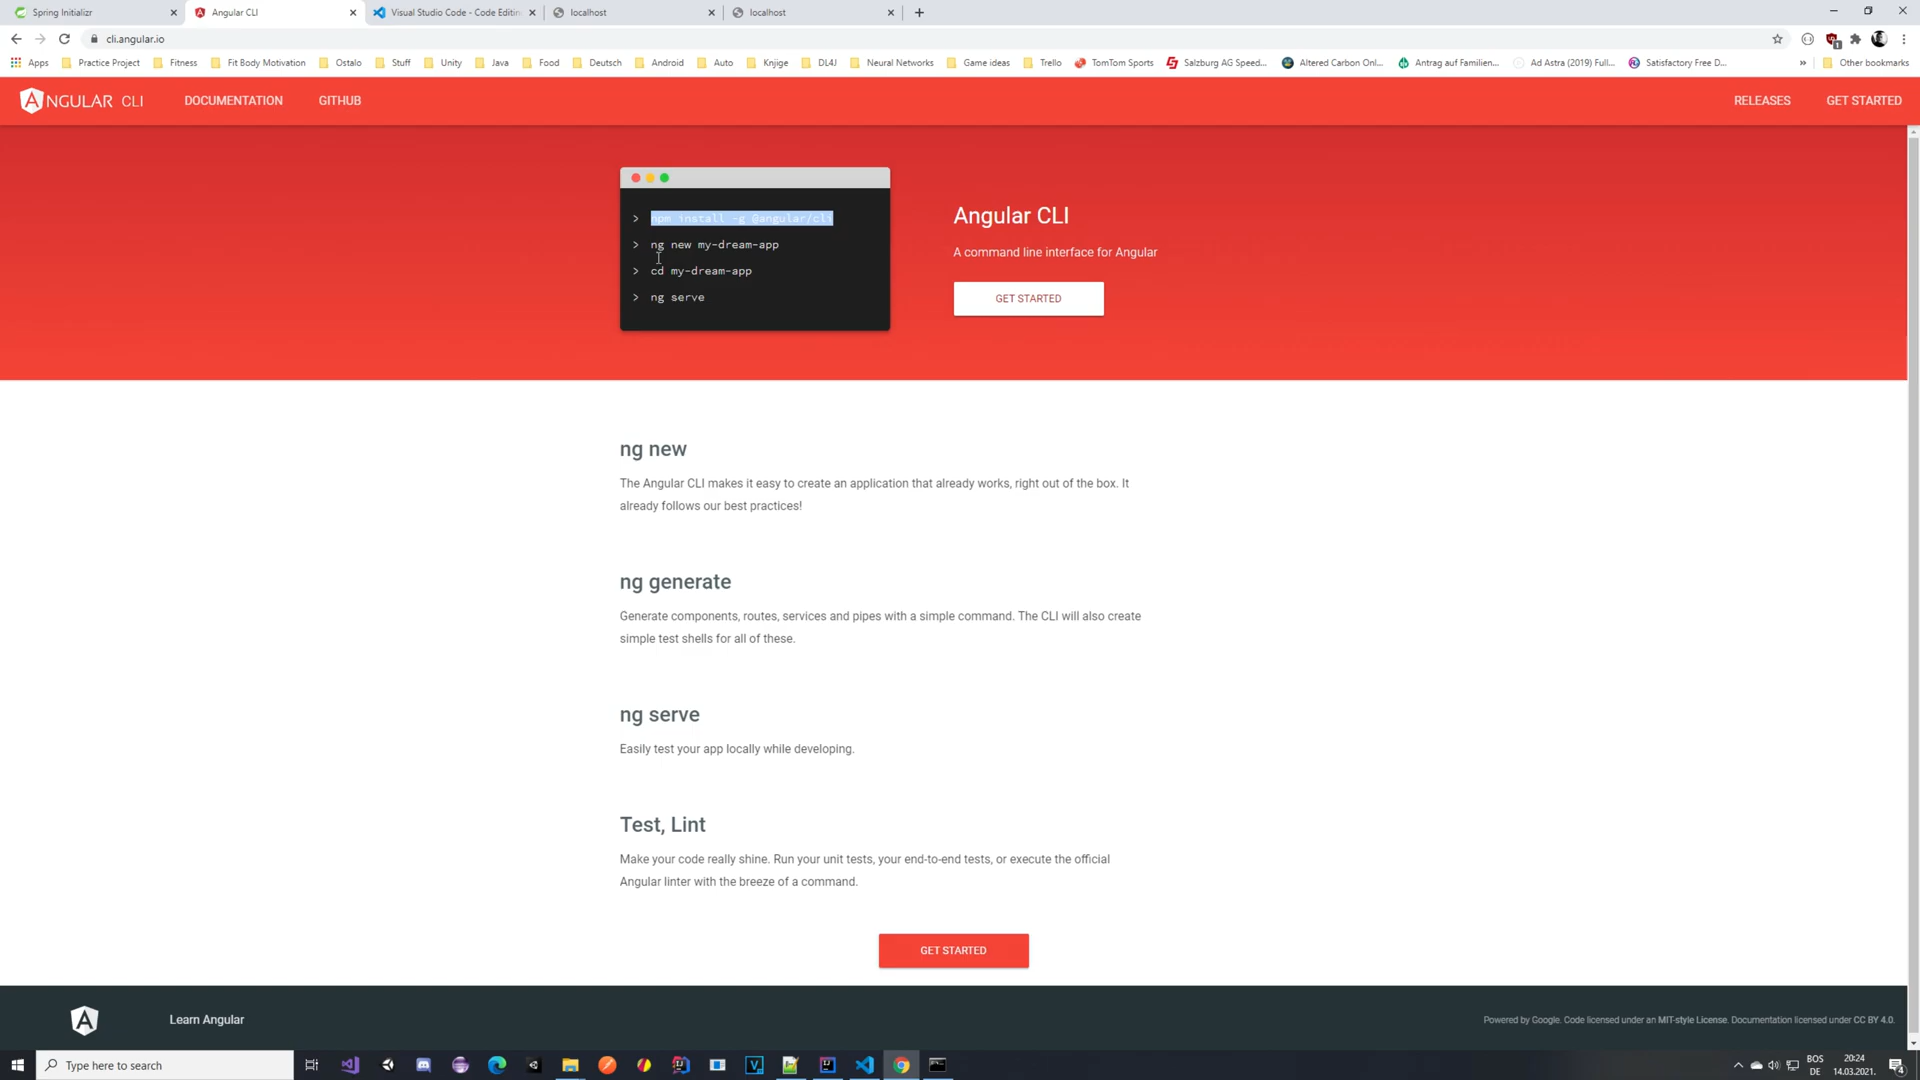 Spring Initializr
Angular CLI
Visual Studio Code - Code Editin
localhost
localhost
cli.angular.io
Apps
Practice Project
Fitness
Fit Body Motivation
Ostalo
Stuff
Unity
Java
Food
Deutsch
Android
Auto
Knjige
DL4J
Neural Networks
Game ideas
Trello
TomTom Sports
Salzburg AG Speed...
Altered Carbon Onl...
Antrag auf Familien...
Ad Astra (2019) Full...
Satisfactory Free D...
»
Other bookmarks
ANGULAR CLI
DOCUMENTATION
GITHUB
RELEASES
GET STARTED
> npm install -g @angular/cli
> ng new my-dream-app
> cd my-dream-app
> ng serve
Angular CLI
A command line interface for Angular
GET STARTED
ng new
The Angular CLI makes it easy to create an application that already works, right out of the box. It
already follows our best practices!
ng generate
Generate components, routes, services and pipes with a simple command. The CLI will also create
simple test shells for all of these.
ng serve
Easily test your app locally while developing.
Test, Lint
Make your code really shine. Run your unit tests, your end-to-end tests, or execute the official
Angular linter with the breeze of a command.
GET STARTED
Learn Angular
Powered by Google. Code licensed under an MIT-style License. Documentation licensed under CC BY 4.0.
Type here to search
BOS
DE
20:24
14.03.2021.
4